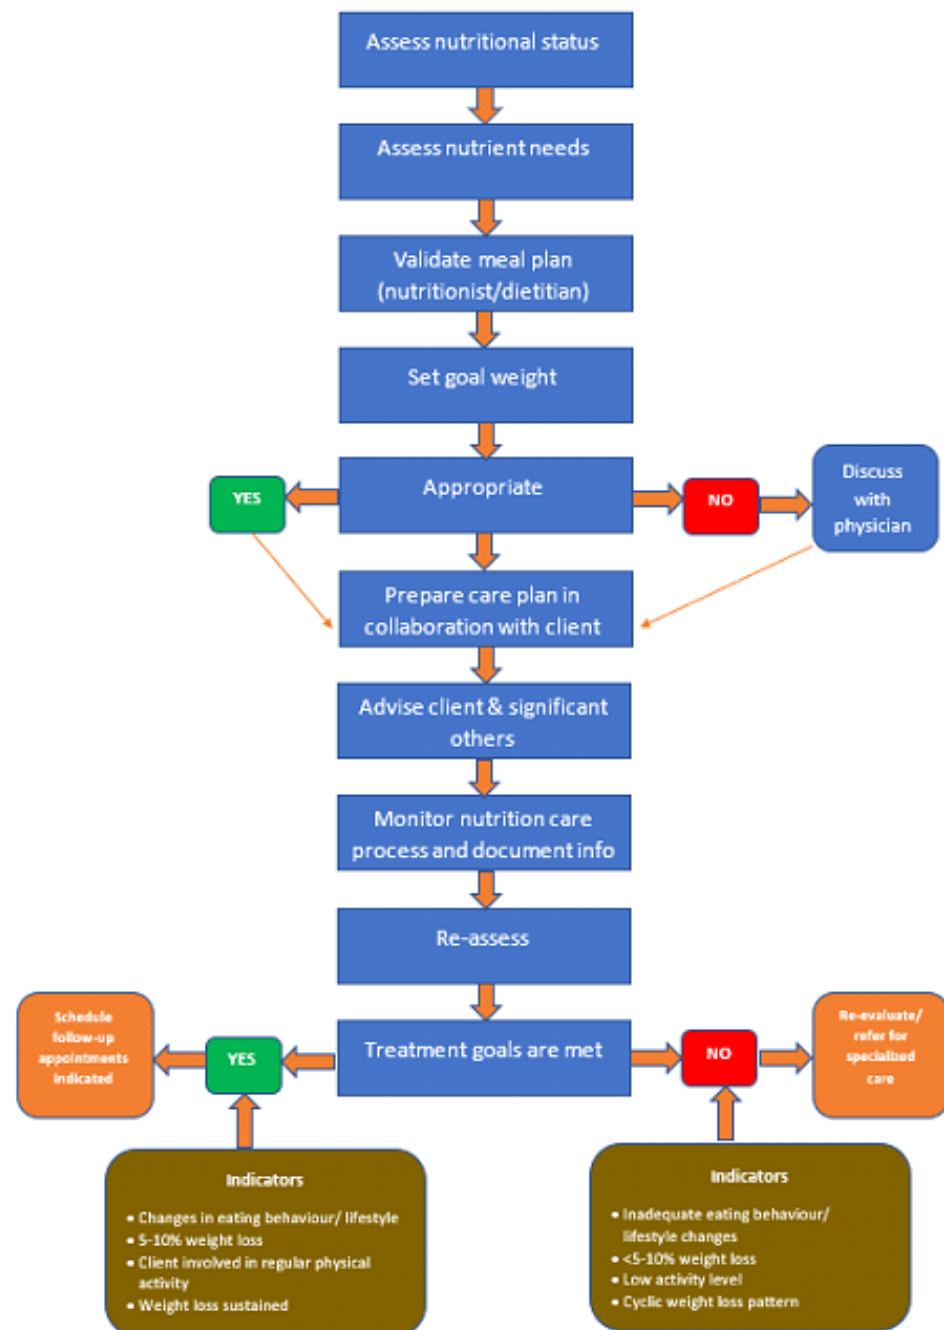 Assess nutritional status
Assess nutrient needs
Validate meal plan
(nutritionist/dietitian)
Set goal weight
Appropriate
YES
NO
Discuss
with
physician
Prepare care plan in
collaboration with client
Advise client & significant
others
Monitor nutrition care
process and document info
Re-assess
Treatment goals are met
YES
Schedule
follow-up
appointments
indicated
NO
Re-evaluate/
refer for
specialized
care
Indicators
• Changes in eating behaviour/ lifestyle
• 5-10% weight loss
• Client involved in regular physical
activity
• Weight loss sustained
Indicators
• Inadequate eating behaviour/
lifestyle changes
• <5-10% weight loss
• Low activity level
• Cyclic weight loss pattern